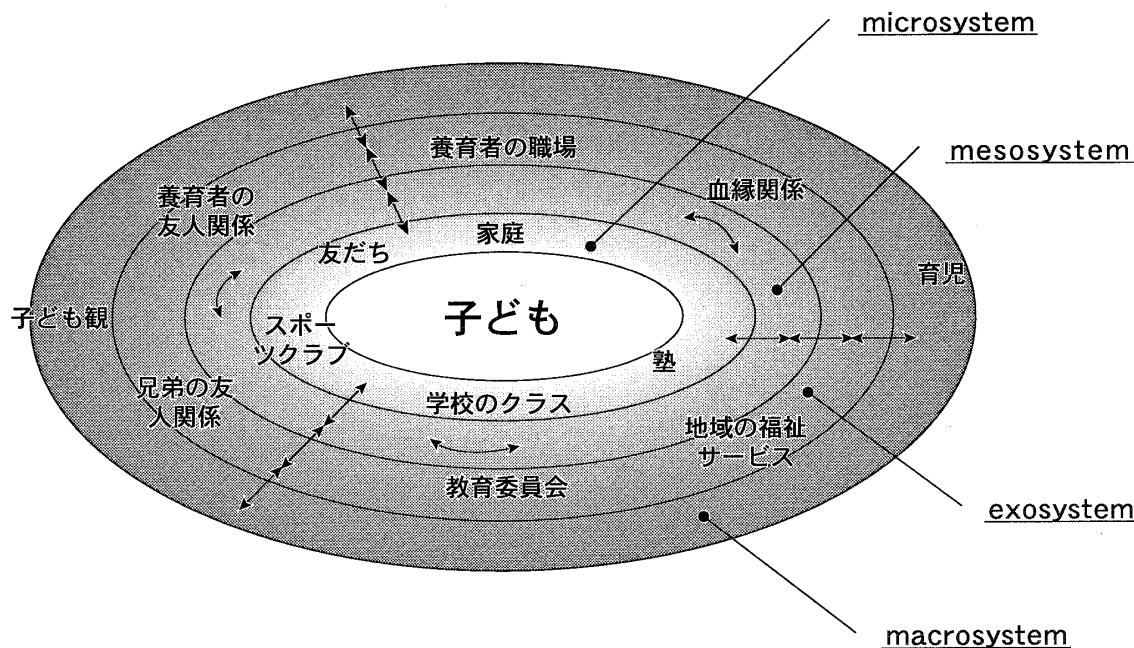 microsystem
mesosystem
養育者の職場
血縁関係
養育者の
友人関係
家庭
友だち
育児
子ども観
子ども
スポー
ツクラブ
塾
兄弟の友
人関係
学校のクラス
地域の福祉
サービス
教育委員会
exosystem
macrosystem